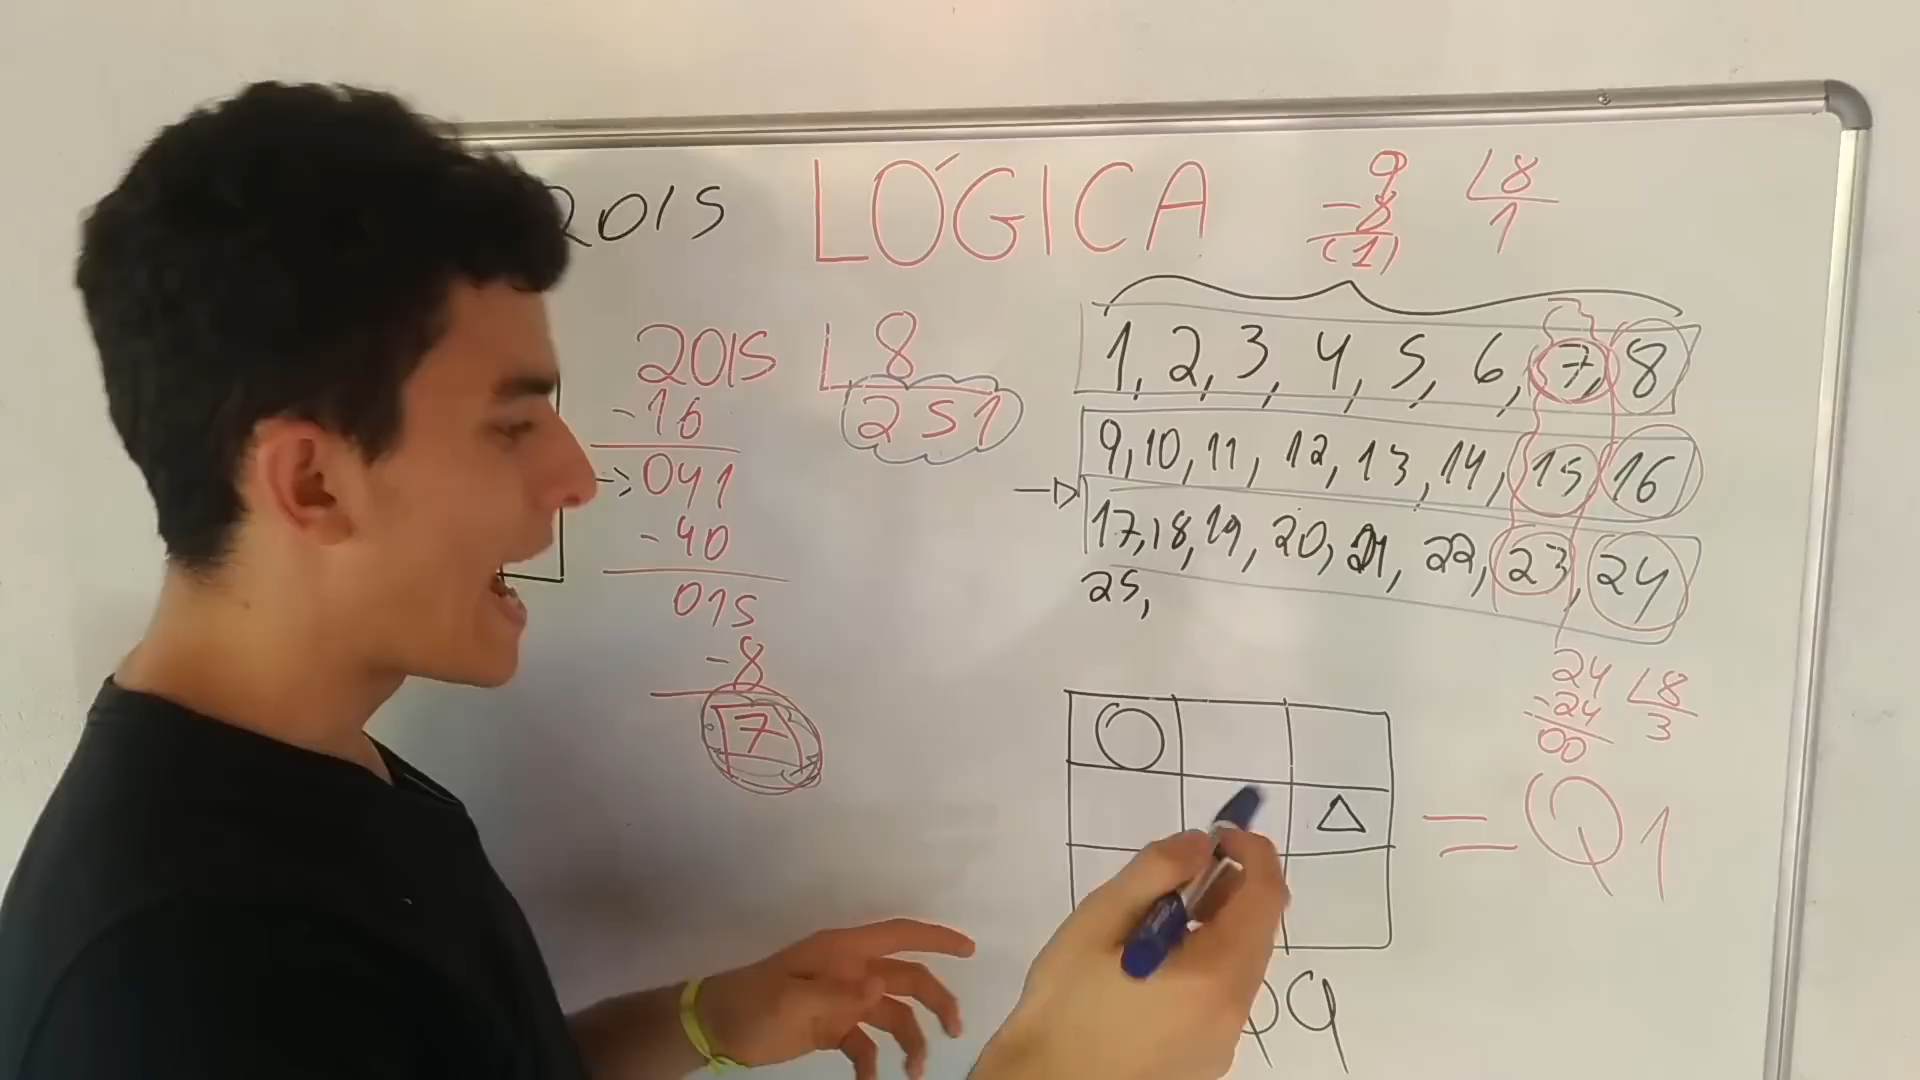 2015 LÓGICA
9 8
-8 1
(1)
2015 8
-16 251
041
-40
015
-8
7
1, 2, 3, 4, 5, 6, 7, 8
9, 10, 11, 12, 13, 14, 15, 16
17, 18, 19, 20, 21, 22, 23, 24
25,
24 8
-24 3
00
= Q1
Q9